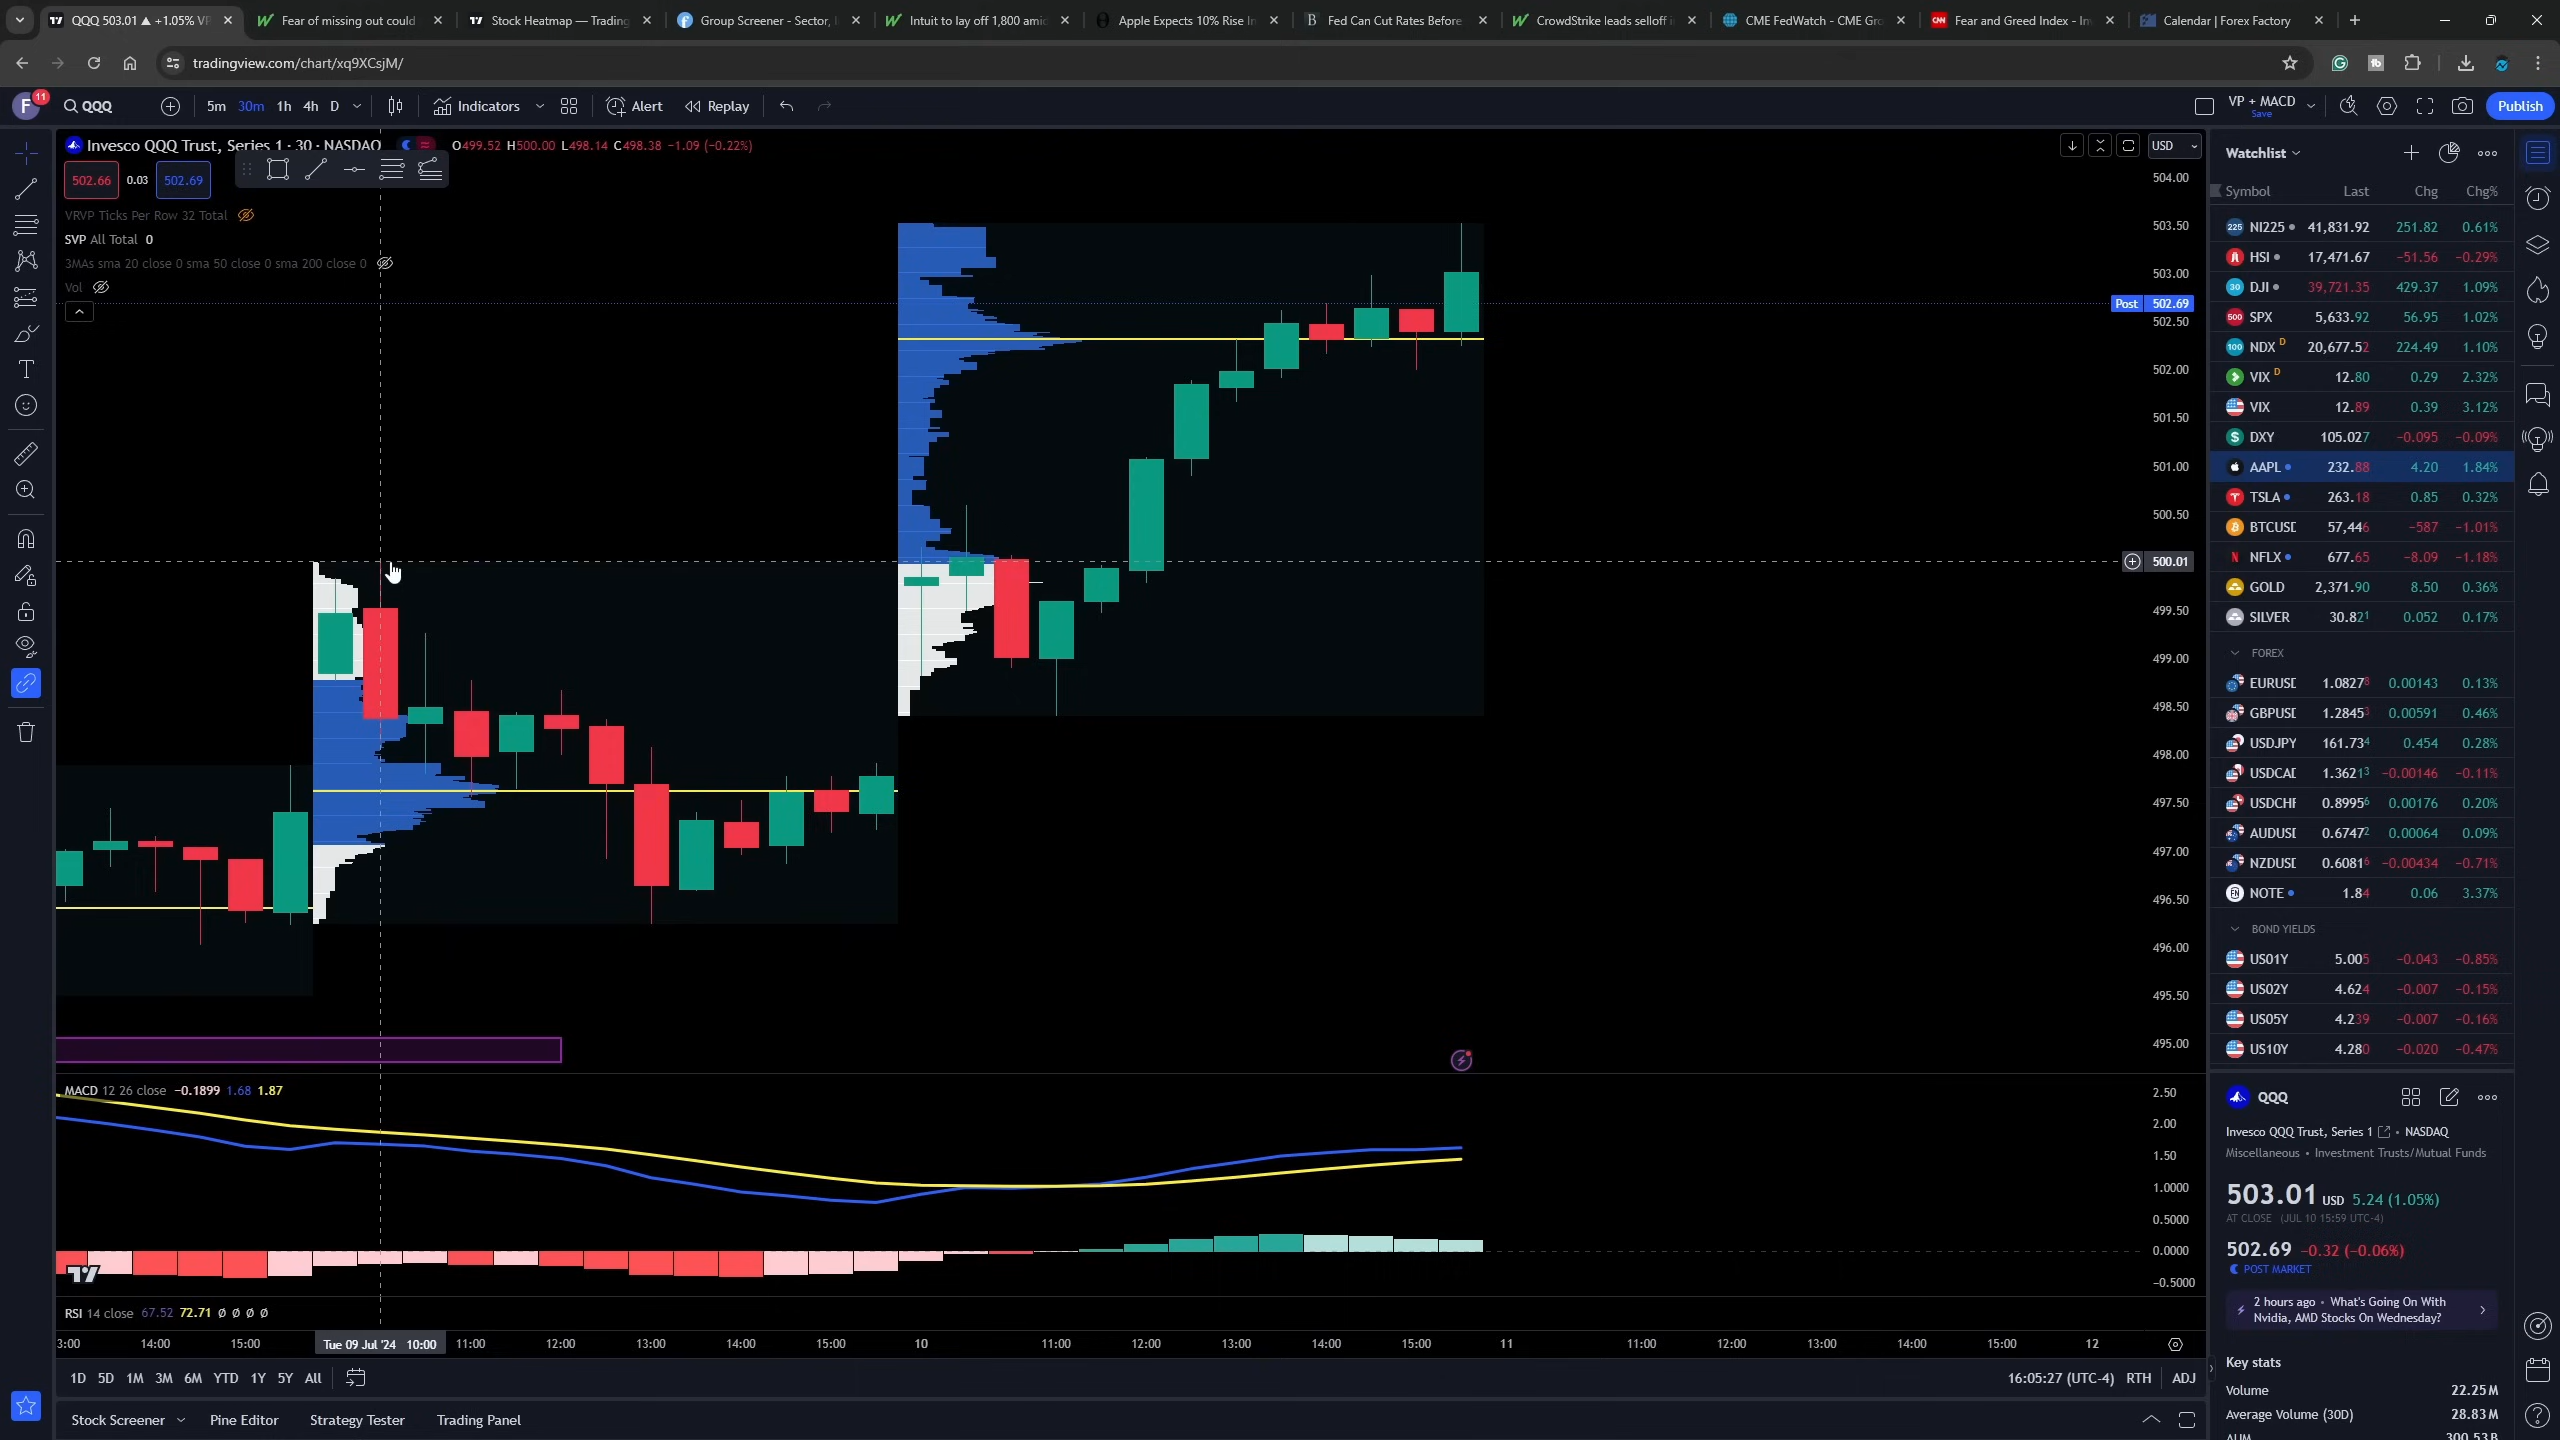 QQQ 503.01 ▲ +1.05% VP
Fear of missing out could
Stock Heatmap — Trading
Group Screener - Sector, I
Intuit to lay off 1,800 amid
Apple Expects 10% Rise In
Fed Can Cut Rates Before
CrowdStrike leads selloff i
CME FedWatch - CME Gro
Fear and Greed Index - Inv
Calendar | Forex Factory
tradingview.com/chart/xq9XCsjM/
F 11 QQQ 5m 30m 1h 4h D Indicators Alert Replay VP + MACD Save Publish
Invesco QQQ Trust, Series 1 · 30 · NASDAQ O499.52 H500.00 L498.14 C498.38 -1.09 (-0.22%) USD
502.66 0.03 502.69
VRVP Ticks Per Row 32 Total
SVP All Total 0
3MAs sma 20 close 0 sma 50 close 0 sma 200 close 0
Vol
504.00
503.50
503.00
Post 502.69
502.50
502.00
501.50
501.00
500.50
500.01
499.50
499.00
498.50
498.00
497.50
497.00
496.50
496.00
495.50
495.00
MACD 12 26 close −0.1899 1.68 1.87
2.50
2.00
1.50
1.0000
0.5000
0.0000
−0.5000
RSI 14 close 67.52 72.71 ∅ ∅ ∅ ∅
3:00 14:00 15:00 Tue 09 Jul '24 10:00 11:00 12:00 13:00 14:00 15:00 10 11:00 12:00 13:00 14:00 15:00 11 11:00 12:00 13:00 14:00 15:00 12
1D 5D 1M 3M 6M YTD 1Y 5Y All 16:05:27 (UTC-4) RTH ADJ
Stock Screener Pine Editor Strategy Tester Trading Panel
Watchlist
Symbol Last Chg Chg%
NI225 41,831.92 251.82 0.61%
HSI 17,471.67 −51.56 −0.29%
DJI 39,721.35 429.37 1.09%
SPX 5,633.92 56.95 1.02%
NDX D 20,677.52 224.49 1.10%
VIX D 12.80 0.29 2.32%
VIX 12.89 0.39 3.12%
DXY 105.027 −0.095 −0.09%
AAPL 232.88 4.20 1.84%
TSLA 263.18 0.85 0.32%
BTCUSD 57,446 −587 −1.01%
NFLX 677.65 −8.09 −1.18%
GOLD 2,371.90 8.50 0.36%
SILVER 30.821 0.052 0.17%
FOREX
EURUSD 1.08278 0.00143 0.13%
GBPUSD 1.28453 0.00591 0.46%
USDJPY 161.734 0.454 0.28%
USDCAD 1.36213 −0.00146 −0.11%
USDCHF 0.89956 0.00176 0.20%
AUDUSD 0.67472 0.00064 0.09%
NZDUSD 0.60816 −0.00434 −0.71%
NOTE 1.84 0.06 3.37%
BOND YIELDS
US01Y 5.005 −0.043 −0.85%
US02Y 4.624 −0.007 −0.15%
US05Y 4.239 −0.007 −0.16%
US10Y 4.280 −0.020 −0.47%
QQQ
Invesco QQQ Trust, Series 1 • NASDAQ
Miscellaneous • Investment Trusts/Mutual Funds
503.01 USD 5.24 (1.05%)
AT CLOSE (JUL 10 15:59 UTC-4)
502.69 −0.32 (−0.06%)
POST MARKET
2 hours ago • What's Going On With
Nvidia, AMD Stocks On Wednesday?
Key stats
Volume 22.25M
Average Volume (30D) 28.83M
AUM 300.53B